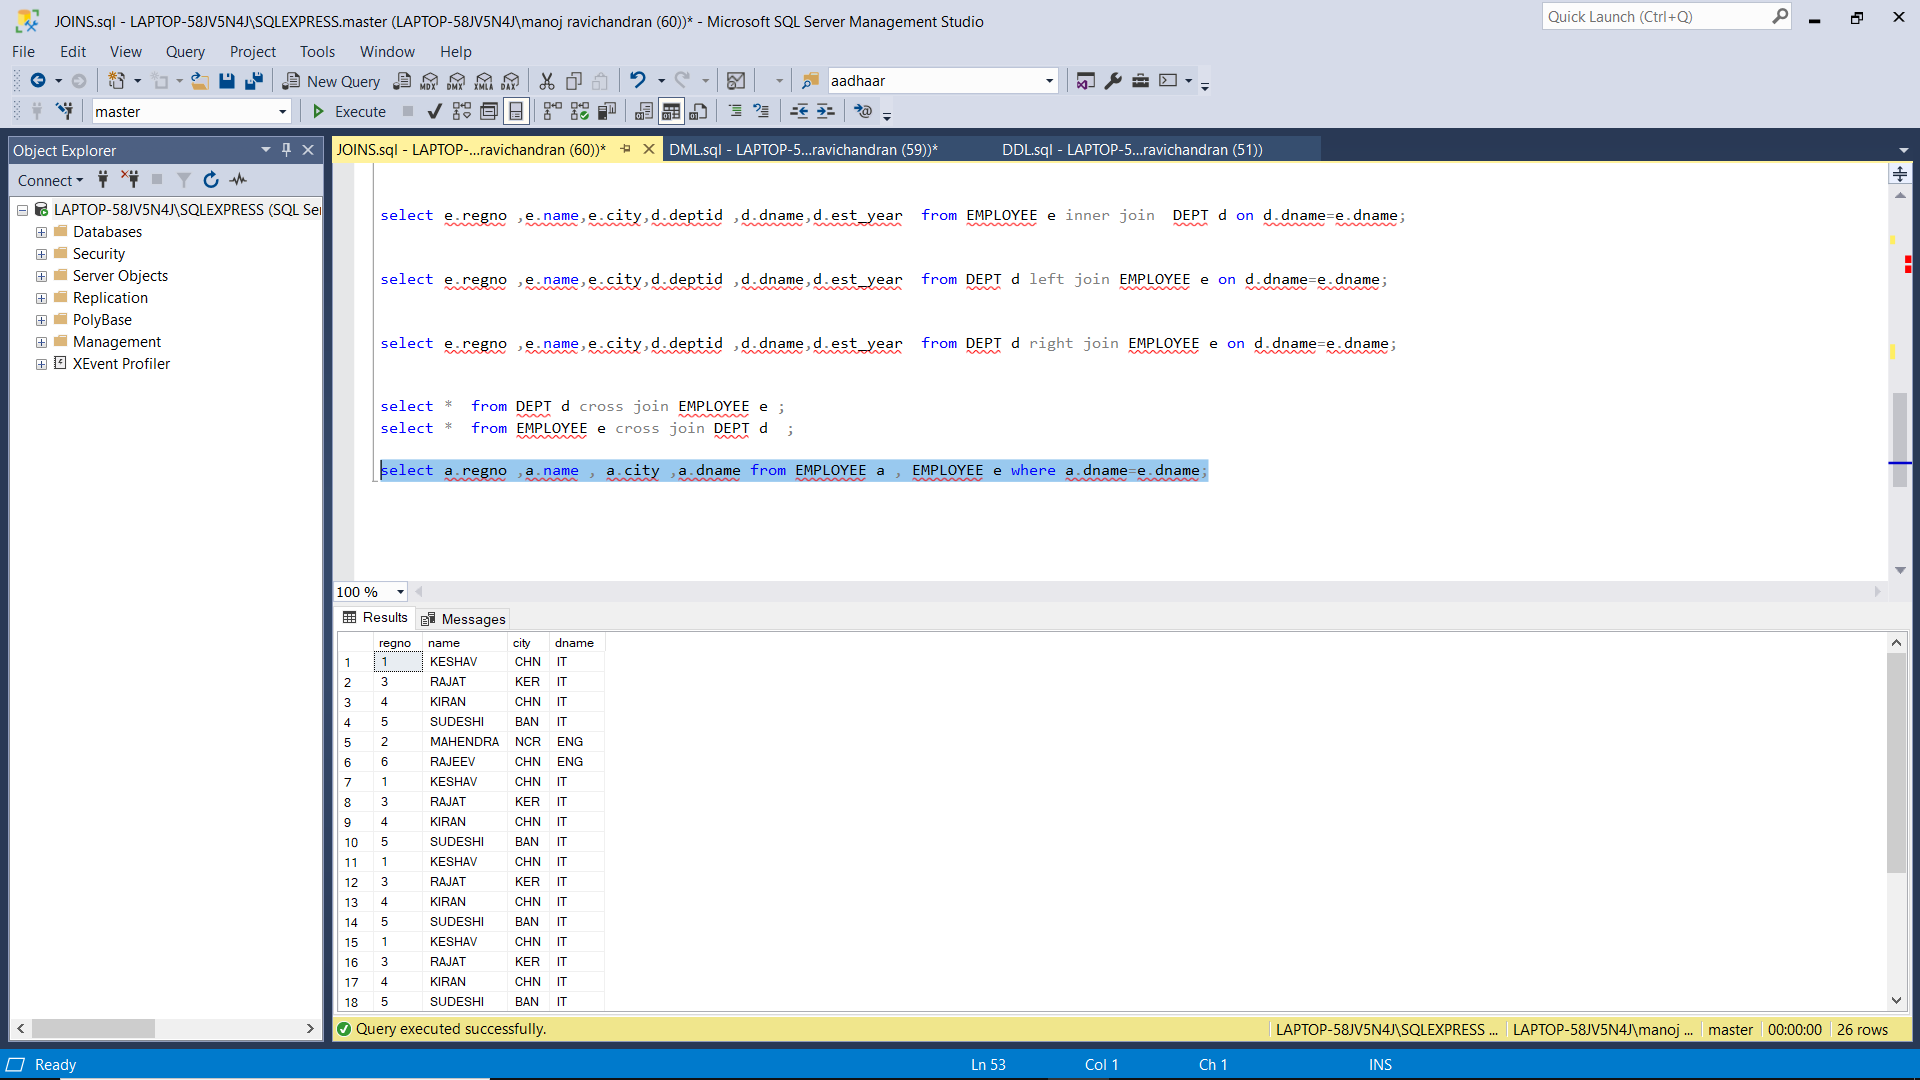 JOINS.sql - LAPTOP-58JV5N4J\SQLEXPRESS.master (LAPTOP-58JV5N4J\manoj ravichandran (60))* - Microsoft SQL Server Management Studio
Quick Launch (Ctrl+Q)
File Edit View Query Project Tools Window Help
New Query MDX DMX XMLA DAX aadhaar
master Execute
Object Explorer
JOINS.sql - LAPTOP-...ravichandran (60))* DML.sql - LAPTOP-5...ravichandran (59))* DDL.sql - LAPTOP-5...ravichandran (51))
Connect
LAPTOP-58JV5N4J\SQLEXPRESS (SQL Ser
Databases
Security
Server Objects
Replication
PolyBase
Management
XEvent Profiler
select e.regno ,e.name,e.city,d.deptid ,d.dname,d.est_year  from EMPLOYEE e inner join  DEPT d on d.dname=e.dname;
select e.regno ,e.name,e.city,d.deptid ,d.dname,d.est_year  from DEPT d left join EMPLOYEE e on d.dname=e.dname;
select e.regno ,e.name,e.city,d.deptid ,d.dname,d.est_year  from DEPT d right join EMPLOYEE e on d.dname=e.dname;
select *  from DEPT d cross join EMPLOYEE e ;
select *  from EMPLOYEE e cross join DEPT d  ;
select a.regno ,a.name , a.city ,a.dname from EMPLOYEE a , EMPLOYEE e where a.dname=e.dname;
100 %
Results Messages
regno name city dname
1 1 KESHAV CHN IT
2 3 RAJAT KER IT
3 4 KIRAN CHN IT
4 5 SUDESHI BAN IT
5 2 MAHENDRA NCR ENG
6 6 RAJEEV CHN ENG
7 1 KESHAV CHN IT
8 3 RAJAT KER IT
9 4 KIRAN CHN IT
10 5 SUDESHI BAN IT
11 1 KESHAV CHN IT
12 3 RAJAT KER IT
13 4 KIRAN CHN IT
14 5 SUDESHI BAN IT
15 1 KESHAV CHN IT
16 3 RAJAT KER IT
17 4 KIRAN CHN IT
18 5 SUDESHI BAN IT
Query executed successfully. LAPTOP-58JV5N4J\SQLEXPRESS ... LAPTOP-58JV5N4J\manoj ... master 00:00:00 26 rows
Ready Ln 53 Col 1 Ch 1 INS